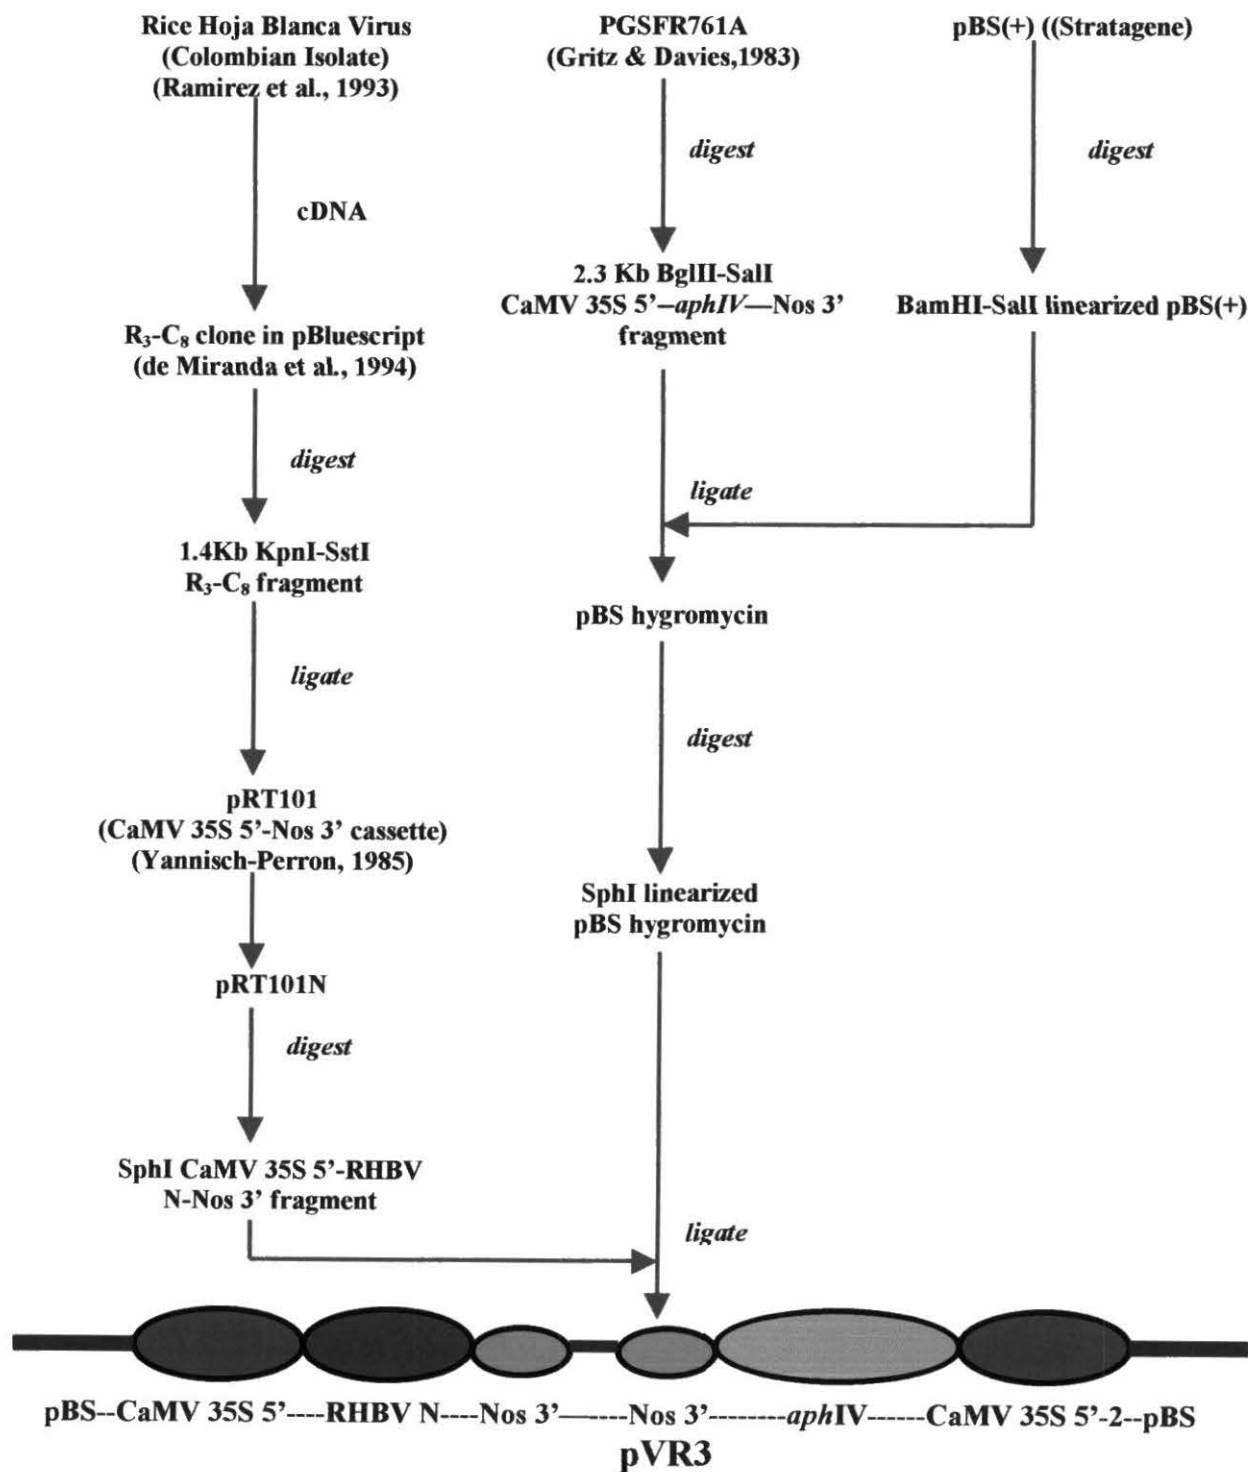 Rice Hoja Blanca Virus
(Colombian Isolate)
(Ramirez et al., 1993)
cDNA
R₃-C₈ clone in pBluescript
(de Miranda et al., 1994)
digest
1.4Kb KpnI-SstI
R₃-C₈ fragment
ligate
pRT101
(CaMV 35S 5’-Nos 3’ cassette)
(Yannisch-Perron, 1985)
pRT101N
digest
SphI CaMV 35S 5’-RHBV
N-Nos 3’ fragment
PGSFR761A
(Gritz & Davies,1983)
digest
2.3 Kb BglII-SalI
CaMV 35S 5’–aphIV—Nos 3’
fragment
ligate
pBS hygromycin
digest
SphI linearized
pBS hygromycin
ligate
pBS(+) ((Stratagene)
digest
BamHI-SalI linearized pBS(+)
pBS--CaMV 35S 5’----RHBV N----Nos 3’—----Nos 3’--------aphIV------CaMV 35S 5’-2--pBS
pVR3